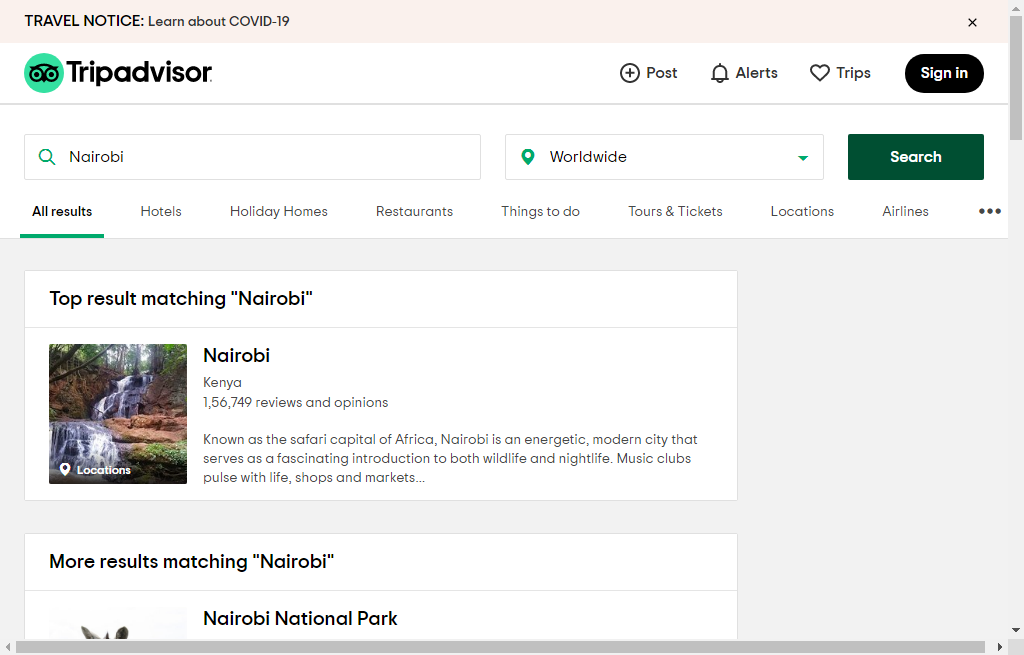 TRAVEL NOTICE: Learn about COVID-19
Tripadvisor
Post
Alerts
Trips
Sign in
Nairobi
Worldwide
Search
All results
Hotels
Holiday Homes
Restaurants
Things to do
Tours & Tickets
Locations
Airlines
Top result matching "Nairobi"
Nairobi
Kenya
1,56,749 reviews and opinions
Known as the safari capital of Africa, Nairobi is an energetic, modern city that
serves as a fascinating introduction to both wildlife and nightlife. Music clubs
pulse with life, shops and markets...
Locations
More results matching "Nairobi"
Nairobi National Park